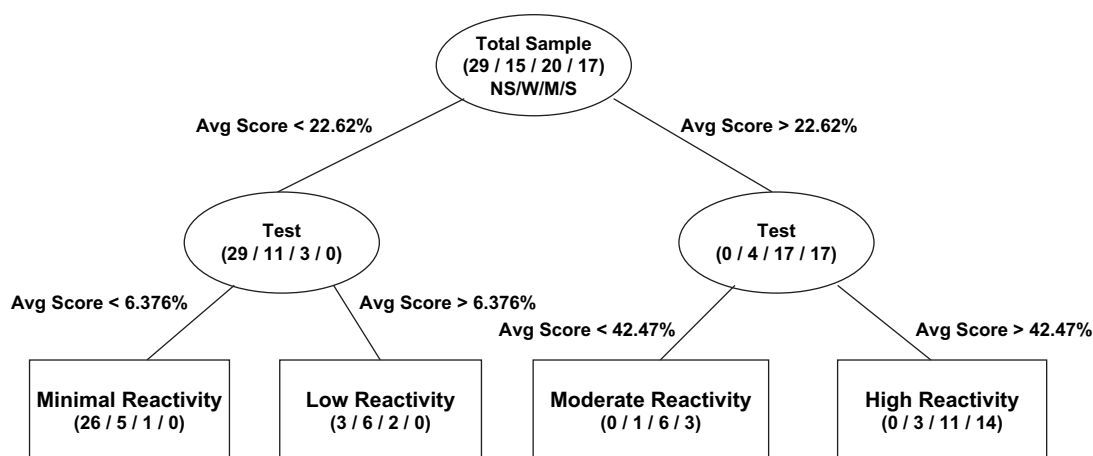 Total Sample
(29 / 15 / 20 / 17)
NS/W/M/S
Avg Score < 22.62%
Avg Score > 22.62%
Test
(29 / 11 / 3 / 0)
Test
(0 / 4 / 17 / 17)
Avg Score < 6.376%
Avg Score > 6.376%
Avg Score < 42.47%
Avg Score > 42.47%
Minimal Reactivity
(26 / 5 / 1 / 0)
Low Reactivity
(3 / 6 / 2 / 0)
Moderate Reactivity
(0 / 1 / 6 / 3)
High Reactivity
(0 / 3 / 11 / 14)